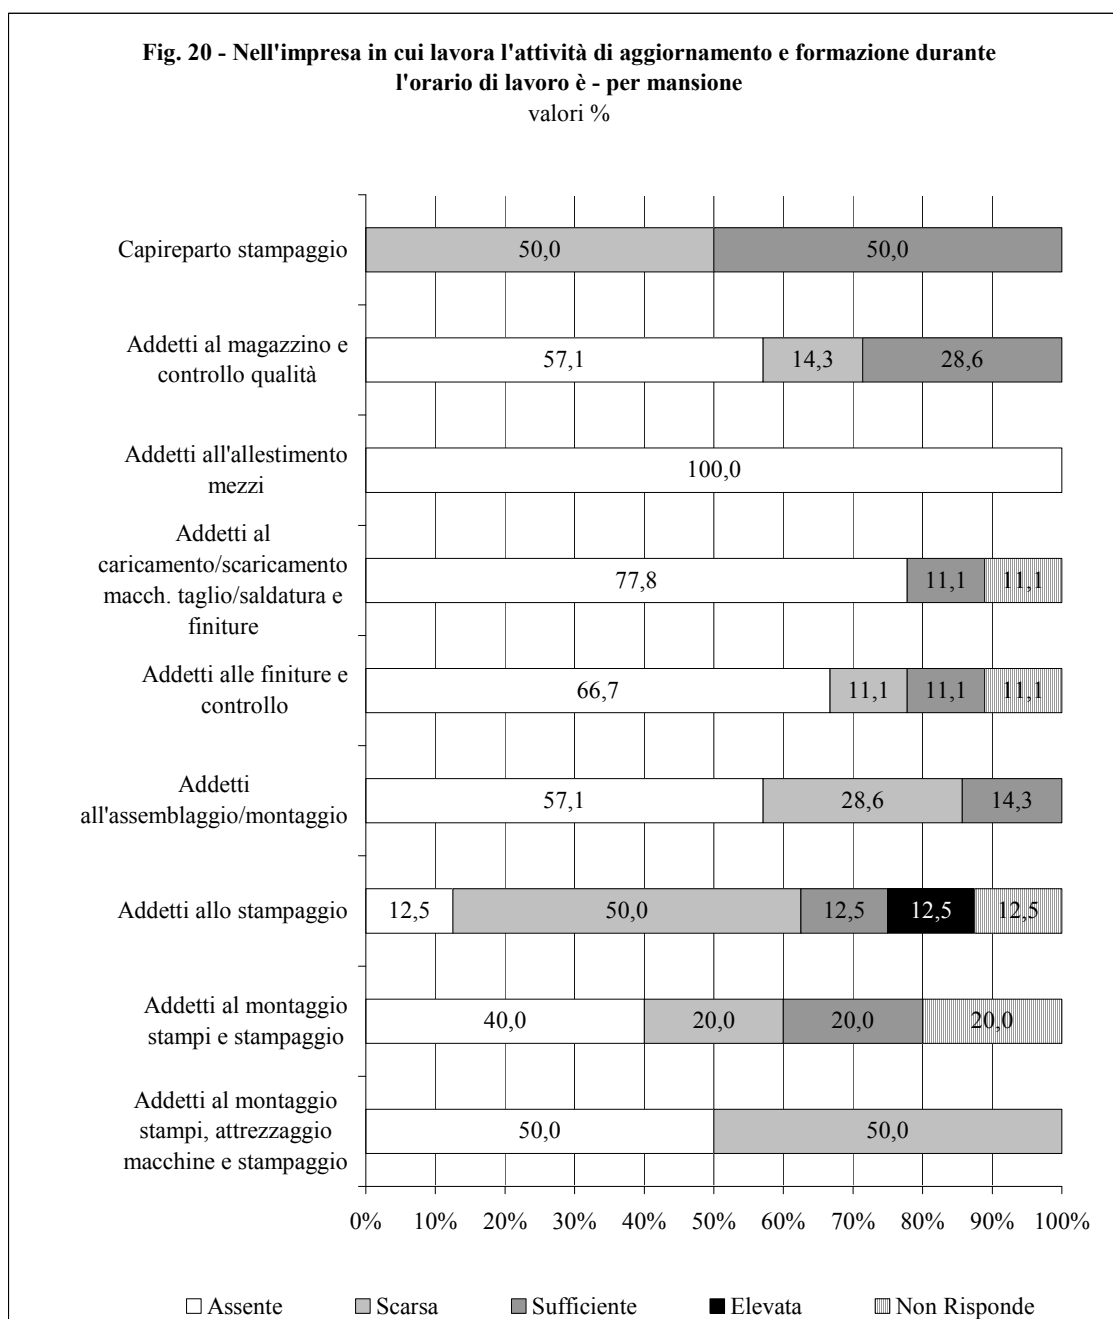 Fig. 20 - Nell'impresa in cui lavora l'attività di aggiornamento e formazione durante
l'orario di lavoro è - per mansione
valori %
Capireparto stampaggio
50,0 50,0
Addetti al magazzino e
controllo qualità
57,1 14,3 28,6
Addetti all'allestimento
mezzi
100,0
Addetti al
caricamento/scaricamento
macch. taglio/saldatura e
finiture
77,8 11,1 11,1
Addetti alle finiture e
controllo
66,7 11,1 11,1 11,1
Addetti
all'assemblaggio/montaggio
57,1 28,6 14,3
Addetti allo stampaggio
12,5 50,0 12,5 12,5 12,5
Addetti al montaggio
stampi e stampaggio
40,0 20,0 20,0 20,0
Addetti al montaggio
stampi, attrezzaggio
macchine e stampaggio
50,0 50,0
0% 10% 20% 30% 40% 50% 60% 70% 80% 90% 100%
Assente Scarsa Sufficiente Elevata Non Risponde